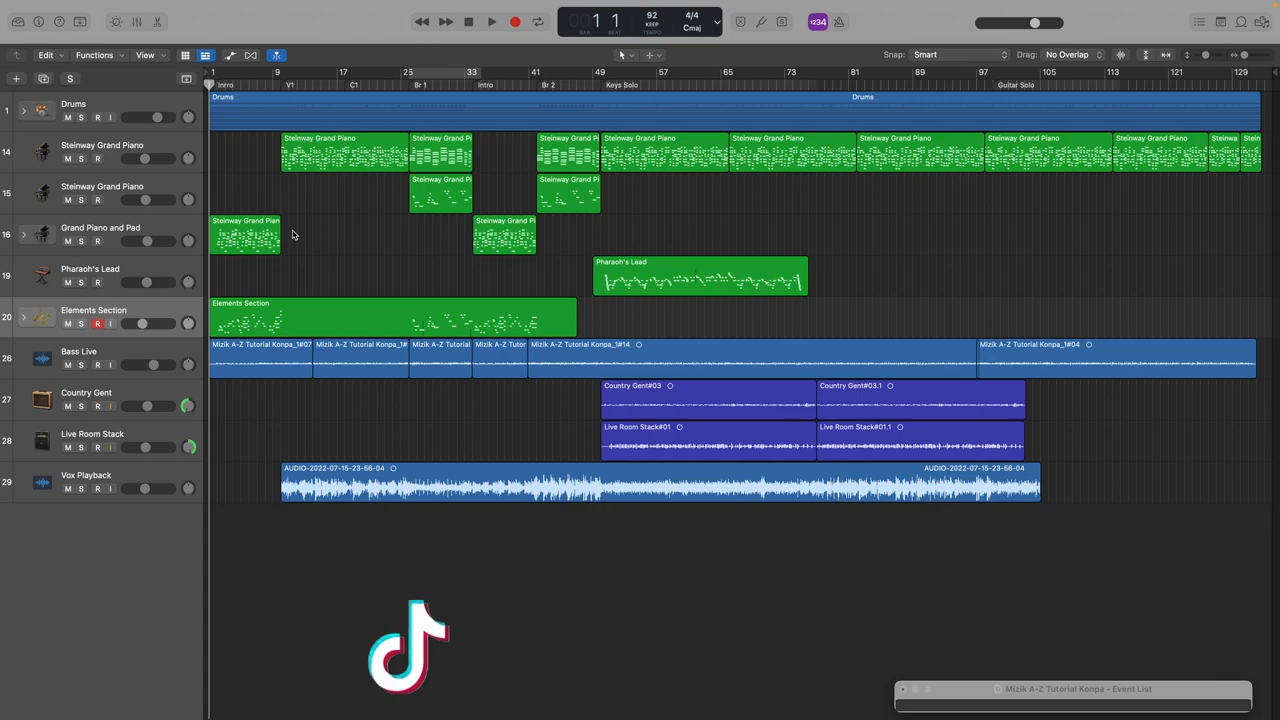 00 1 1
BAR BEAT
92
KEEP
TEMPO
4/4
Cmaj
S
1234
Edit Functions View
Snap: Smart
Drag: No Overlap
S
1 9 17 25 33 41 49 57 65 73 81 89 97 105 113 121 129
Intro V1 C1 Br 1 Intro Br 2 Keys Solo Guitar Solo
1 Drums
M S R I
Drums Drums
14 Steinway Grand Piano
M S R
Steinway Grand Piano Steinway Grand Pi Steinway Grand Pi Steinway Grand Piano Steinway Grand Piano Steinway Grand Piano Steinway Grand Piano Steinway Grand Piano Steinwa Stein
15 Steinway Grand Piano
M S R
Steinway Grand Pi Steinway Grand Pi
16 Grand Piano and Pad
M S R
Steinway Grand Pian Steinway Grand Pi
19 Pharaoh's Lead
M S R
Pharaoh's Lead
20 Elements Section
M S R I
Elements Section
26 Bass Live
M S R I
Mizik A-Z Tutorial Konpa_1#07 Mizik A-Z Tutorial Konpa_1# Mizik A-Z Tutorial Mizik A-Z Tutor Mizik A-Z Tutorial Konpa_1#14 Mizik A-Z Tutorial Konpa_1#04
27 Country Gent
M S R I
Country Gent#03 Country Gent#03.1
28 Live Room Stack
M S R I
Live Room Stack#01 Live Room Stack#01.1
29 Vox Playback
M S R I
AUDIO-2022-07-15-23-56-04 AUDIO-2022-07-15-23-56-04
Mizik A-Z Tutorial Konpa - Event List